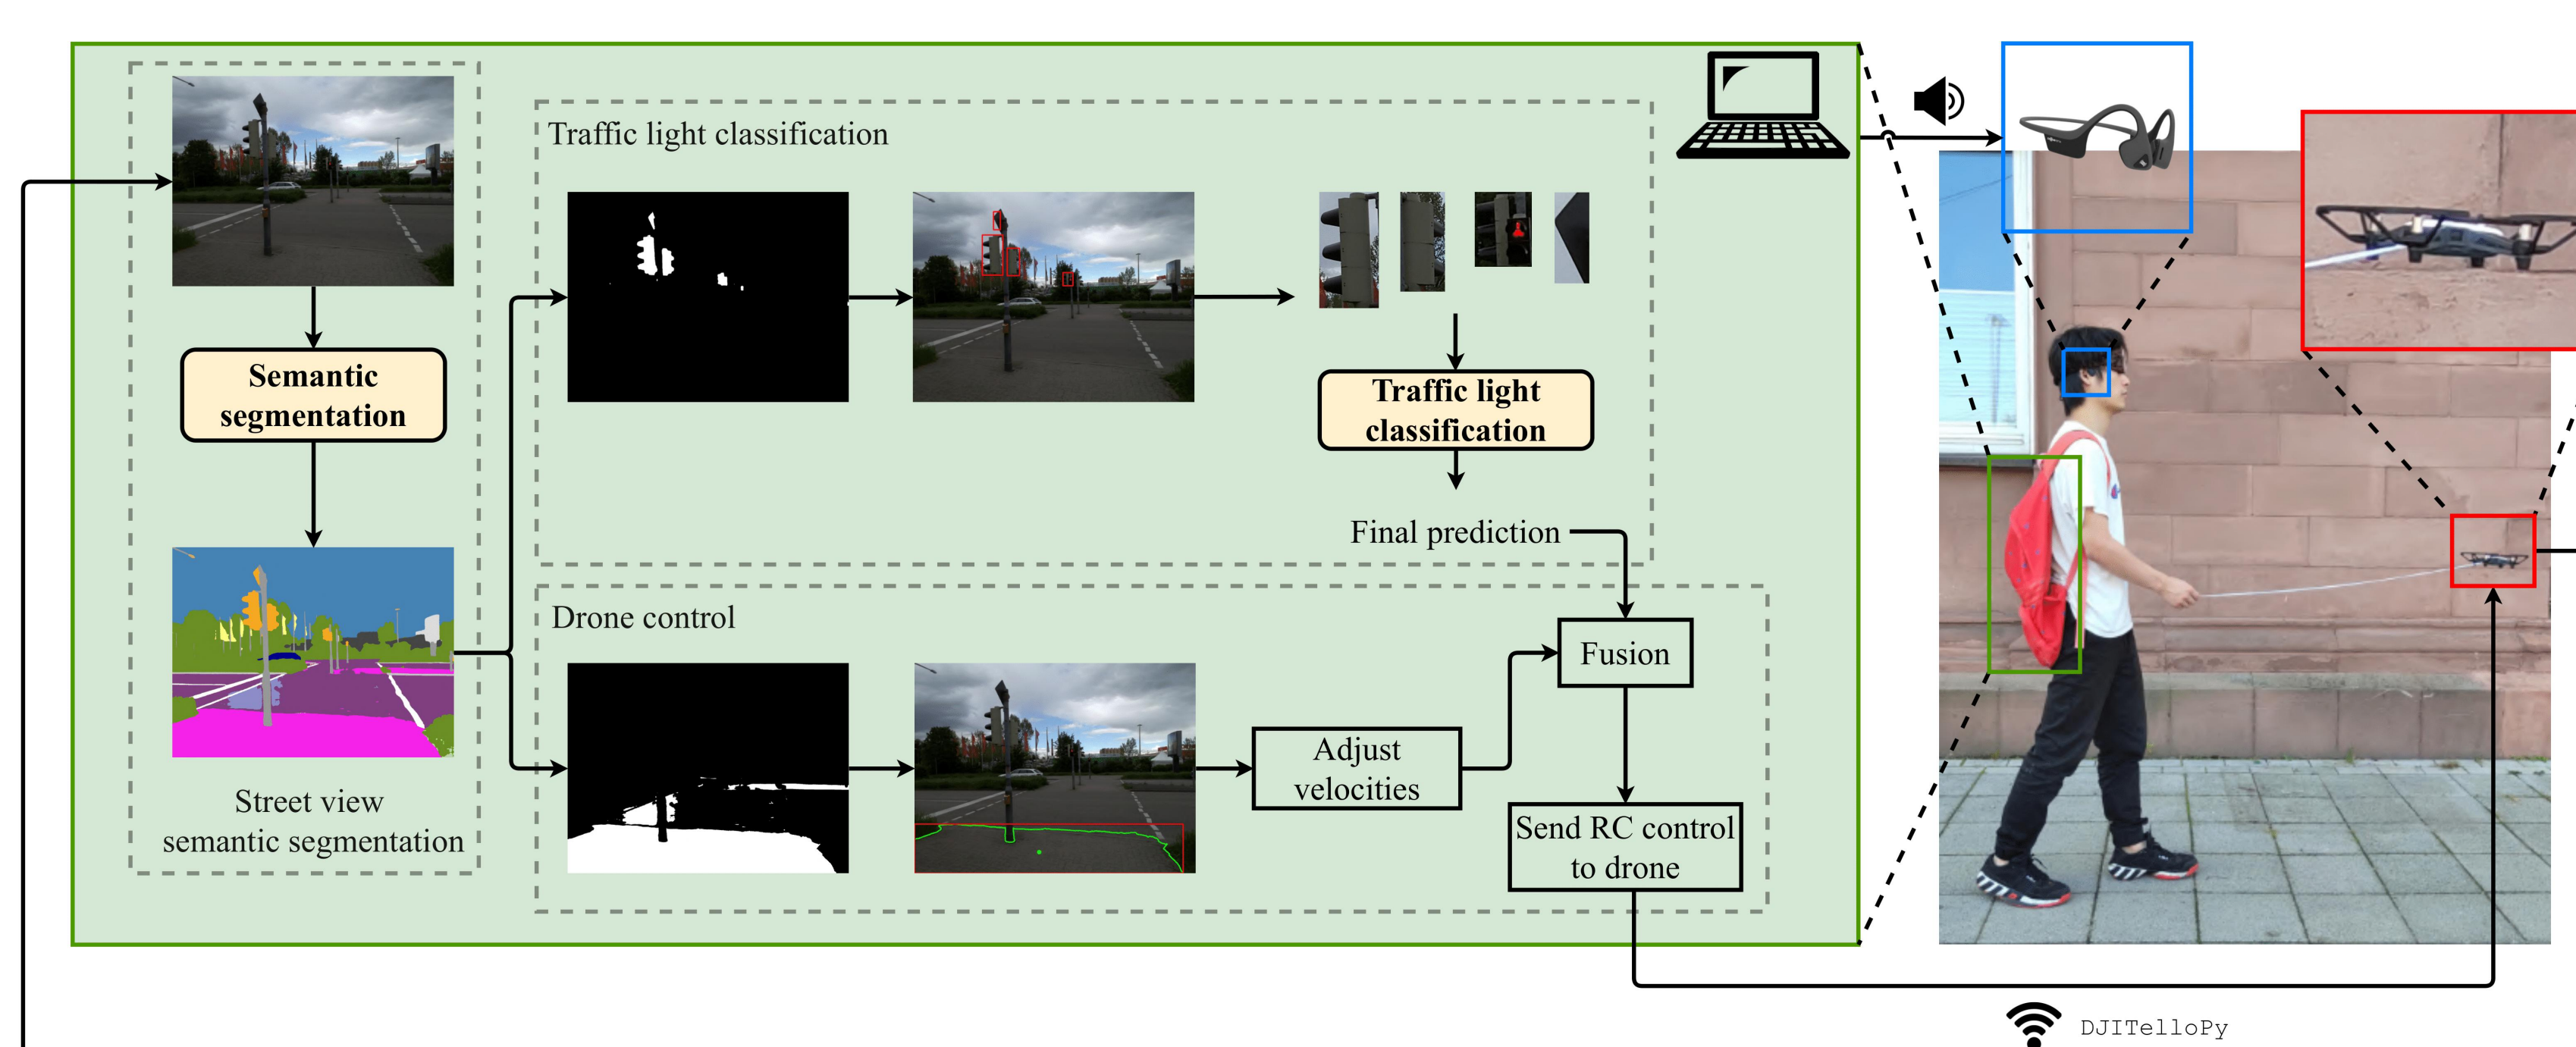 Traffic light classification
Semantic
segmentation
Traffic light
classification
Final prediction
Street view
semantic segmentation
Drone control
Fusion
Adjust
velocities
Send RC control
to drone
DJITelloPy